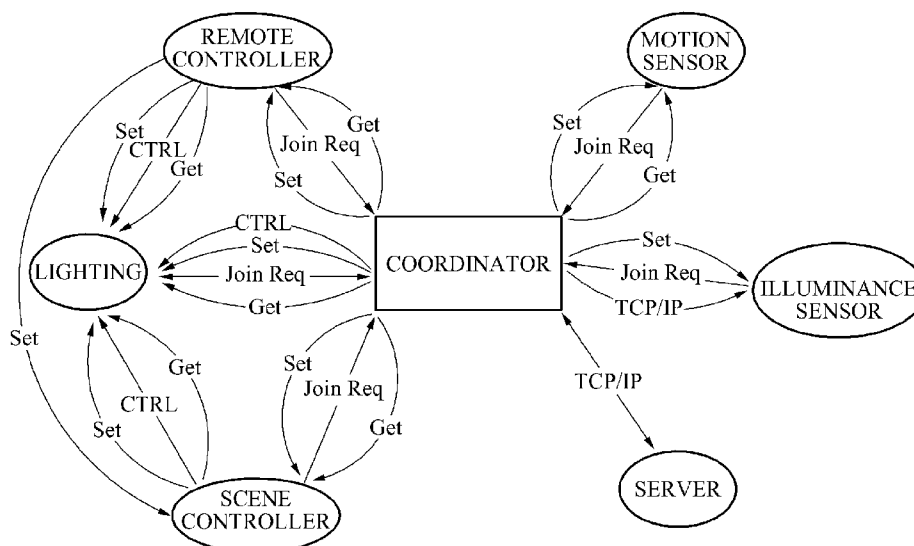 REMOTE
CONTROLLER
MOTION
SENSOR
Set
CTRL
Get
Join Req
Get
Set
Set
Join Req
Get
CTRL
Set
Join Req
Get
LIGHTING
COORDINATOR
Set
Join Req
TCP/IP
ILLUMINANCE
SENSOR
Set
Get
CTRL
Set
Set
Join Req
Get
TCP/IP
SCENE
CONTROLLER
SERVER